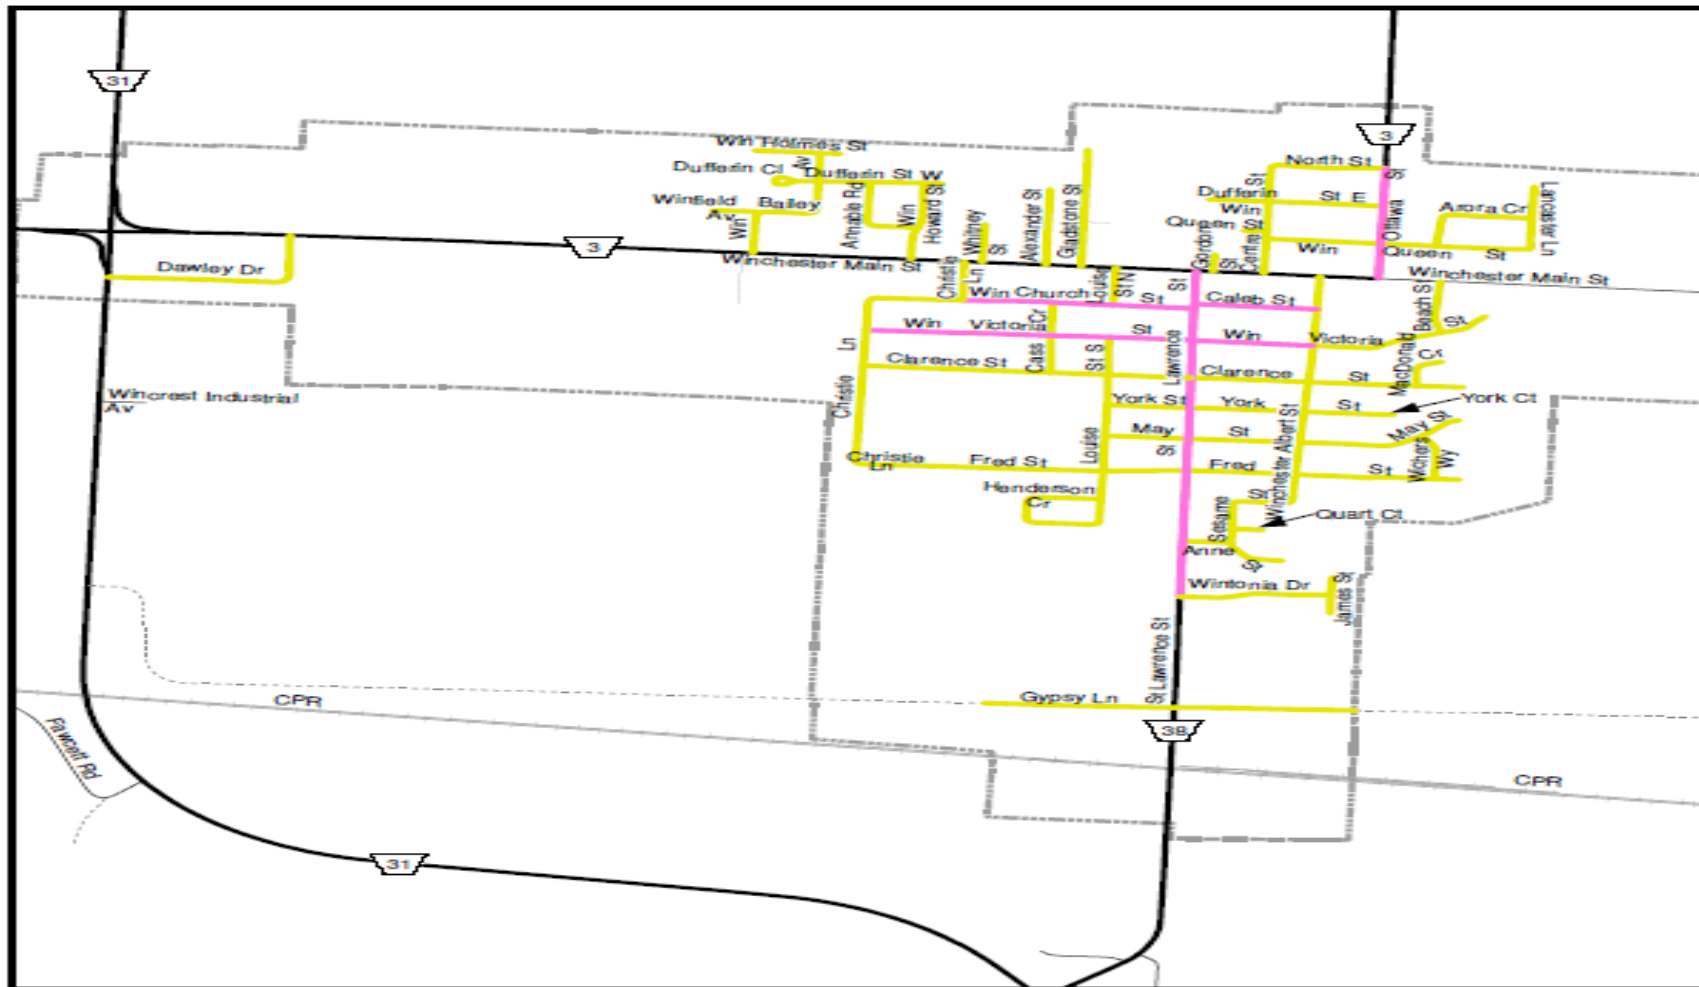 31
3
Win Holmes St
Av
Dufferin Cl
Dufferin St W
Winfield
Av
Bailey
Win
Annable Rd
Win
Howard St
Whitney
St
Alexander St
Gladstone St
North St
St
Dufferin
St E
Win
Queen St
Centre St
Gordon
St
Win
Ottawa
St
Queen
St
Arora Cr
Lancaster Ln
3
Dawley Dr
Winchester Main St
Winchester Main St
Christie
Ln
Louise
St N
Win Church
St
St
Caleb St
Beach St
Win
Victoria
St
Win
Victoria
St
Cass
Cr
St S
Lawrence
Ln
Christie
Clarence St
Clarence
St
MacDonald
Cr
Wincrest Industrial
Av
York St
York
St
York Ct
May
St
May St
Winchester Albert St
Louise
St
Christie
Ln
Fred St
Fred
St
Wichers
Wy
Henderson
Cr
Sesame
St
Quart Ct
Anne
St
Wintonia Dr
James St
St Lawrence St
Gypsy Ln
CPR
38
Fawcett Rd
CPR
31